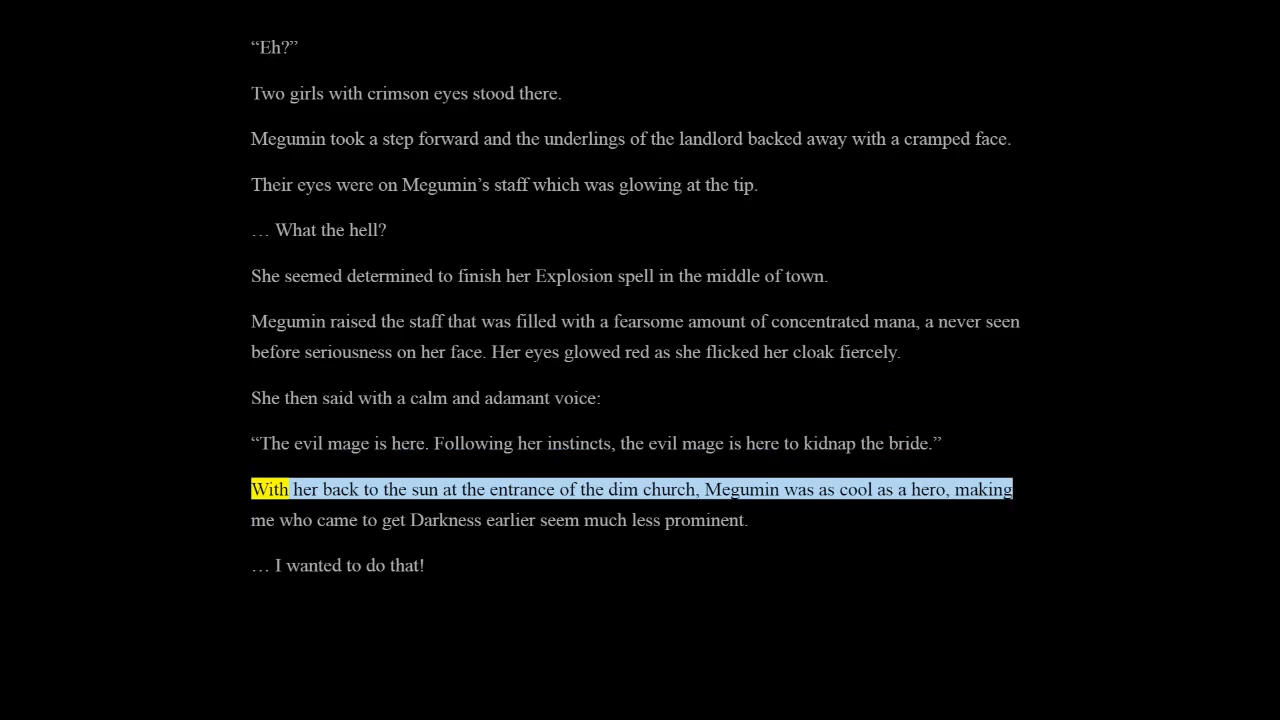 “Eh?”
Two girls with crimson eyes stood there.
Megumin took a step forward and the underlings of the landlord backed away with a cramped face.
Their eyes were on Megumin’s staff which was glowing at the tip.
… What the hell?
She seemed determined to finish her Explosion spell in the middle of town.
Megumin raised the staff that was filled with a fearsome amount of concentrated mana, a never seen
before seriousness on her face. Her eyes glowed red as she flicked her cloak fiercely.
She then said with a calm and adamant voice:
“The evil mage is here. Following her instincts, the evil mage is here to kidnap the bride.”
With her back to the sun at the entrance of the dim church, Megumin was as cool as a hero, making
me who came to get Darkness earlier seem much less prominent.
… I wanted to do that!